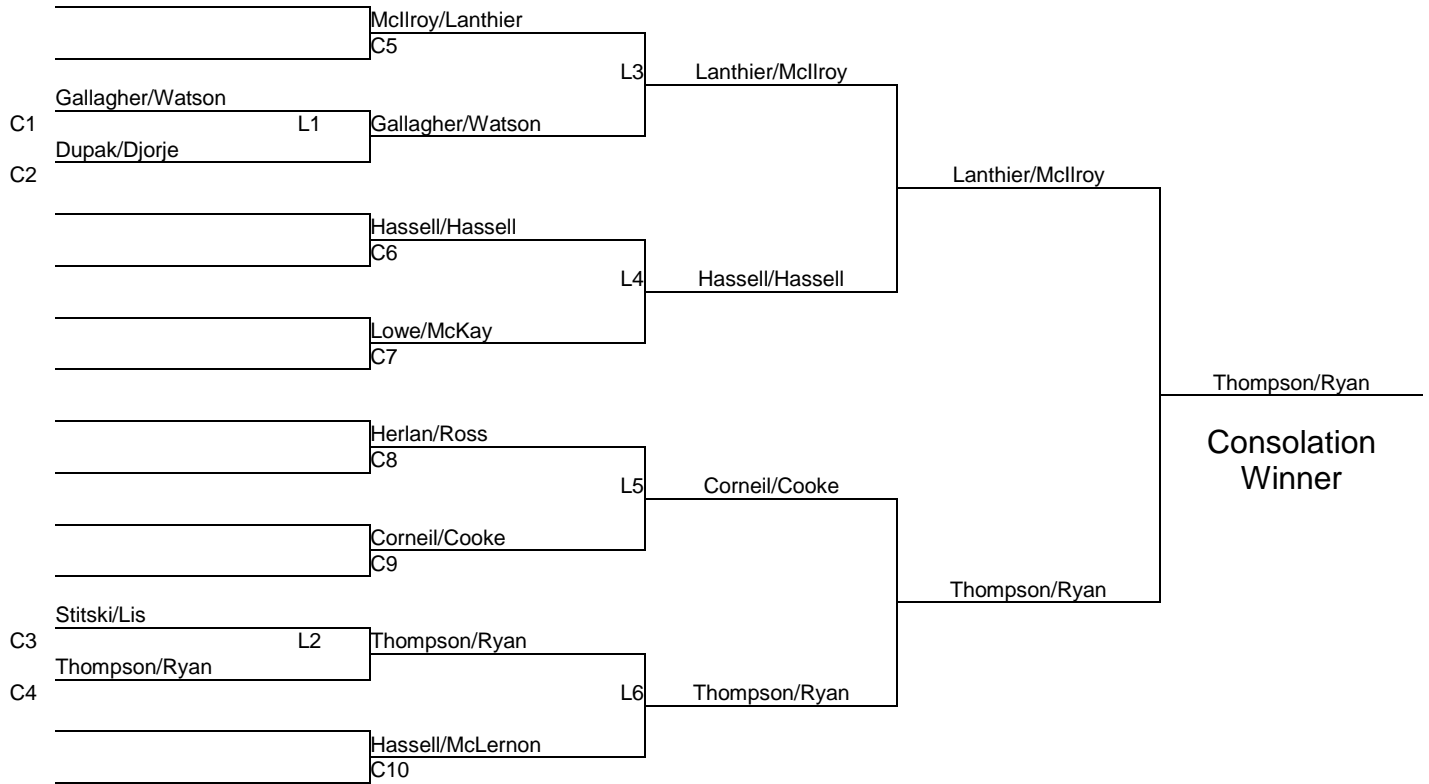 McIlroy/Lanthier
C5
L3 Lanthier/McIlroy
Gallagher/Watson
C1 L1 Gallagher/Watson
Dupak/Djorje
C2 Lanthier/McIlroy
Hassell/Hassell
C6
L4 Hassell/Hassell
Lowe/McKay
C7
Thompson/Ryan
Herlan/Ross
C8
Consolation
Winner
L5 Corneil/Cooke
Corneil/Cooke
C9
Thompson/Ryan
Stitski/Lis
C3 L2 Thompson/Ryan
Thompson/Ryan
C4 L6 Thompson/Ryan
Hassell/McLernon
C10